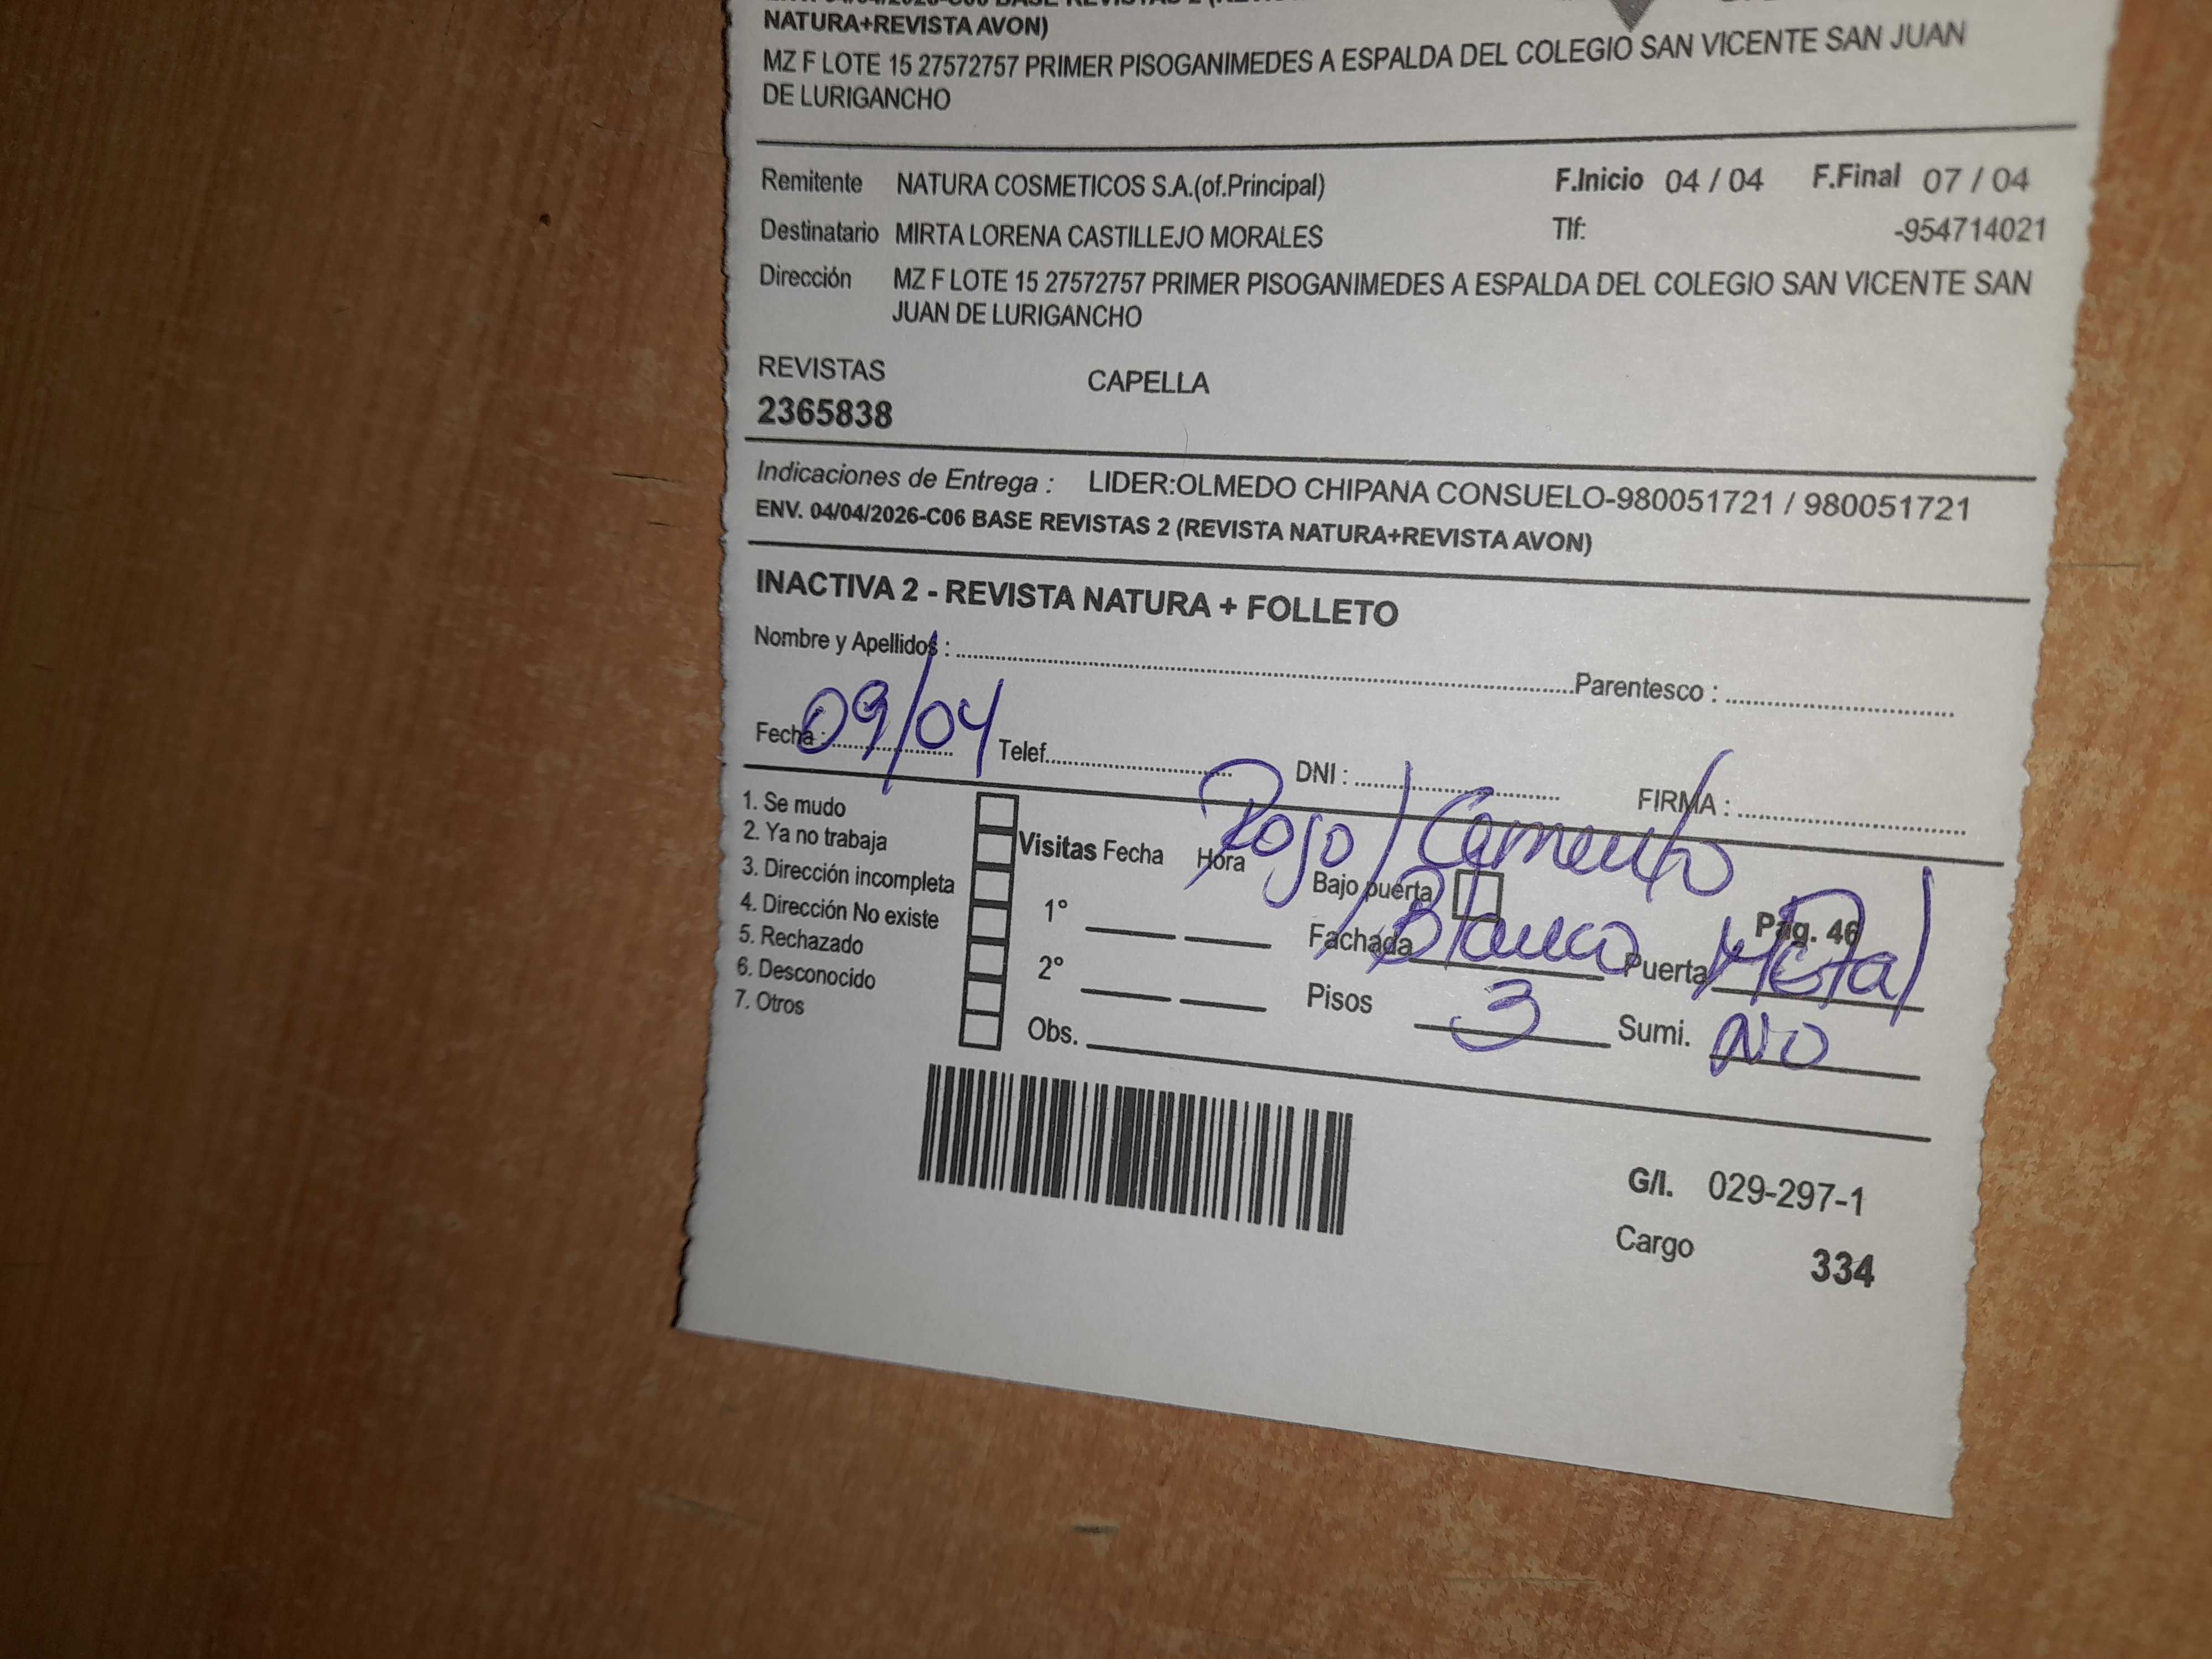 NATURA+REVISTA AVON)
MZ F LOTE 15 27572757 PRIMER PISOGANIMEDES A ESPALDA DEL COLEGIO SAN VICENTE SAN JUAN
DE LURIGANCHO
Remitente NATURA COSMETICOS S.A.(of.Principal) F.Inicio 04 / 04 F.Final 07 / 04
Destinatario MIRTA LORENA CASTILLEJO MORALES Tlf: -954714021
Dirección MZ F LOTE 15 27572757 PRIMER PISOGANIMEDES A ESPALDA DEL COLEGIO SAN VICENTE SAN
JUAN DE LURIGANCHO
REVISTAS CAPELLA
2365838
Indicaciones de Entrega : LIDER:OLMEDO CHIPANA CONSUELO-980051721 / 980051721
ENV. 04/04/2026-C06 BASE REVISTAS 2 (REVISTA NATURA+REVISTA AVON)
INACTIVA 2 - REVISTA NATURA + FOLLETO
Nombre y Apellidos : Parentesco :
Fecha : 09/04 Telef. DNI : FIRMA :
1. Se mudo
2. Ya no trabaja
3. Dirección incompleta
4. Dirección No existe
5. Rechazado
6. Desconocido
7. Otros
Visitas Fecha Hora Rojo / Cemento
Bajo puerta Pag. 46
1° Fachada Blanco Puerta Metal
2° Pisos 3 Sumi. NO
Obs.
G/I. 029-297-1
Cargo 334